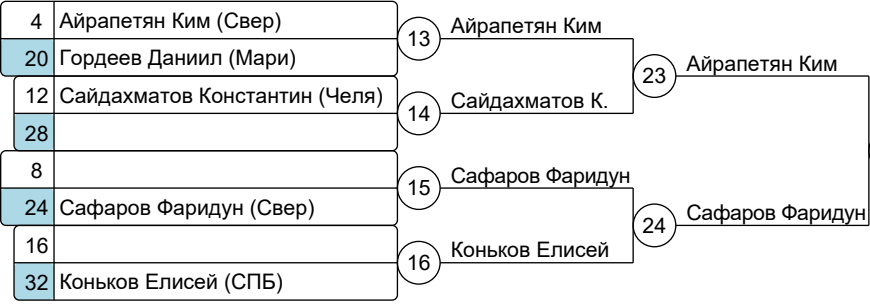 4 Айрапетян Ким (Свер)
20 Гордеев Даниил (Мари)
13 Айрапетян Ким
12 Сайдахматов Константин (Челя)
28
14 Сайдахматов К.
23 Айрапетян Ким
8
24 Сафаров Фаридун (Свер)
15 Сафаров Фаридун
16
32 Коньков Елисей (СПБ)
16 Коньков Елисей
24 Сафаров Фаридун